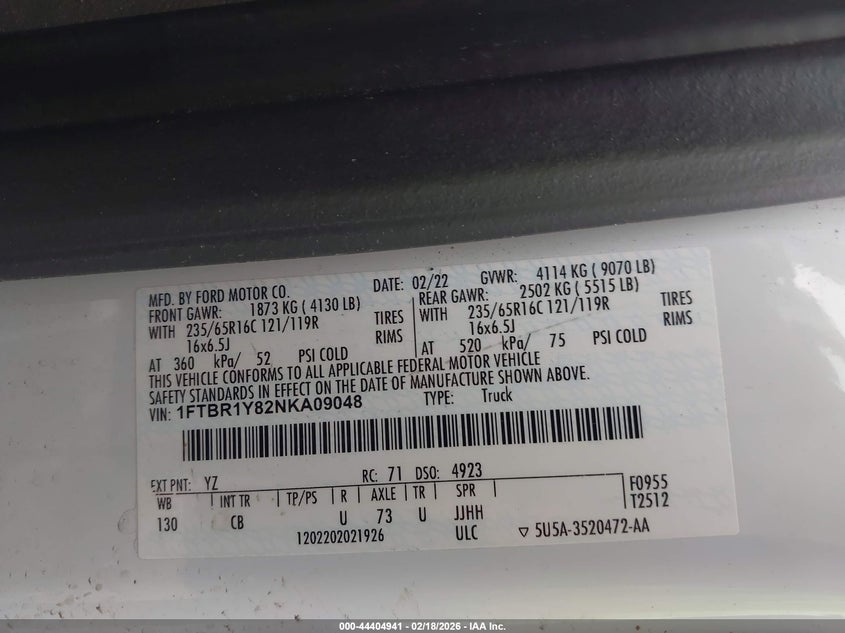 MFD. BY FORD MOTOR CO. DATE: 02/22 GVWR: 4114 KG ( 9070 LB)
FRONT GAWR: 1873 KG ( 4130 LB) REAR GAWR: 2502 KG ( 5515 LB)
WITH 235/65R16C 121/119R TIRES WITH 235/65R16C 121/119R TIRES
16x6.5J RIMS 16x6.5J RIMS
AT 360 kPa/ 52 PSI COLD AT 520 kPa/ 75 PSI COLD
THIS VEHICLE CONFORMS TO ALL APPLICABLE FEDERAL MOTOR VEHICLE
SAFETY STANDARDS IN EFFECT ON THE DATE OF MANUFACTURE SHOWN ABOVE.
VIN: 1FTBR1Y82NKA09048 TYPE: Truck
EXT PNT: YZ RC: 71 DSO: 4923
WB INT TR TP/PS R AXLE TR SPR F0955
130 CB U 73 U JJHH T2512
1202202021926 ULC ▽ 5U5A-3520472-AA
000-44404941 - 02/18/2026 - IAA Inc.